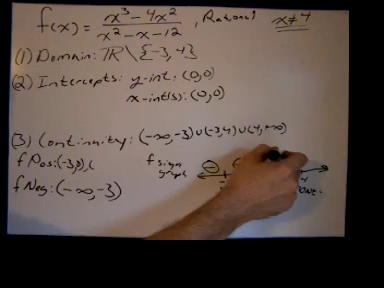 f(x) = x³ - 4x² / x² - x - 12 , Rational x ≠ 4
(1) Domain: ℝ \ {-3, 4}
(2) Intercepts: y-int: (0,0)
x-int(s): (0,0)
(3) Continuity: (-∞,-3) ∪ (-3,4) ∪ (4,+∞)
f Pos: (-3,0), (
f sign graph
f Neg: (-∞,-3)